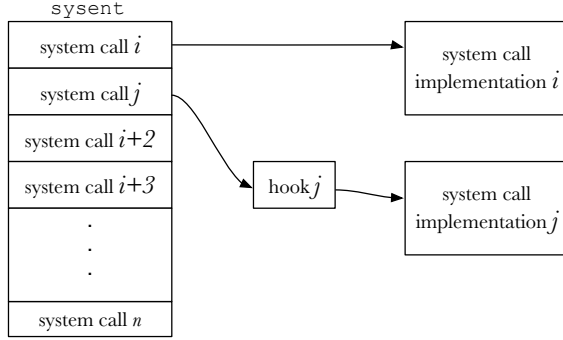 sysent
system call i
system call j
system call i+2
system call i+3
.
.
.
system call n
hook j
system call
implementation i
system call
implementation j